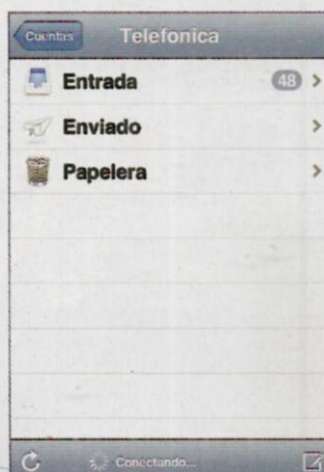 Cuentas Telefonica
Entrada 48
Enviado
Papelera
Conectando...